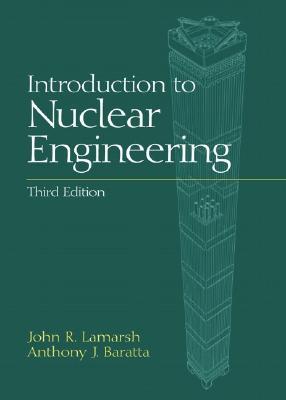 Introduction to
Nuclear
Engineering
Third Edition
John R. Lamarsh
Anthony J. Baratta